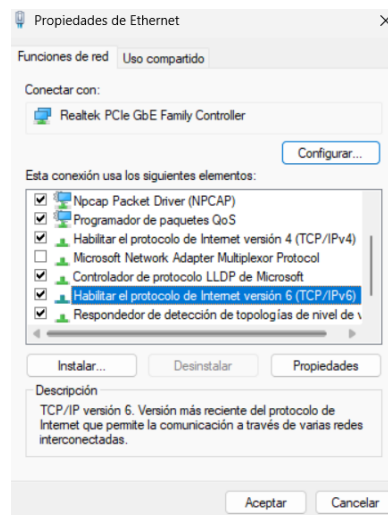 Propiedades de Ethernet
Funciones de red
Uso compartido
Conectar con:
Realtek PCIe GbE Family Controller
Configurar...
Esta conexión usa los siguientes elementos:
Npcap Packet Driver (NPCAP)
Programador de paquetes QoS
Habilitar el protocolo de Internet versión 4 (TCP/IPv4)
Microsoft Network Adapter Multiplexor Protocol
Controlador de protocolo LLDP de Microsoft
Habilitar el protocolo de Internet versión 6 (TCP/IPv6)
Respondedor de detección de topologías de nivel de v
Instalar...
Desinstalar
Propiedades
Descripción
TCP/IP versión 6. Versión más reciente del protocolo de
Internet que permite la comunicación a través de varias redes
interconectadas.
Aceptar
Cancelar